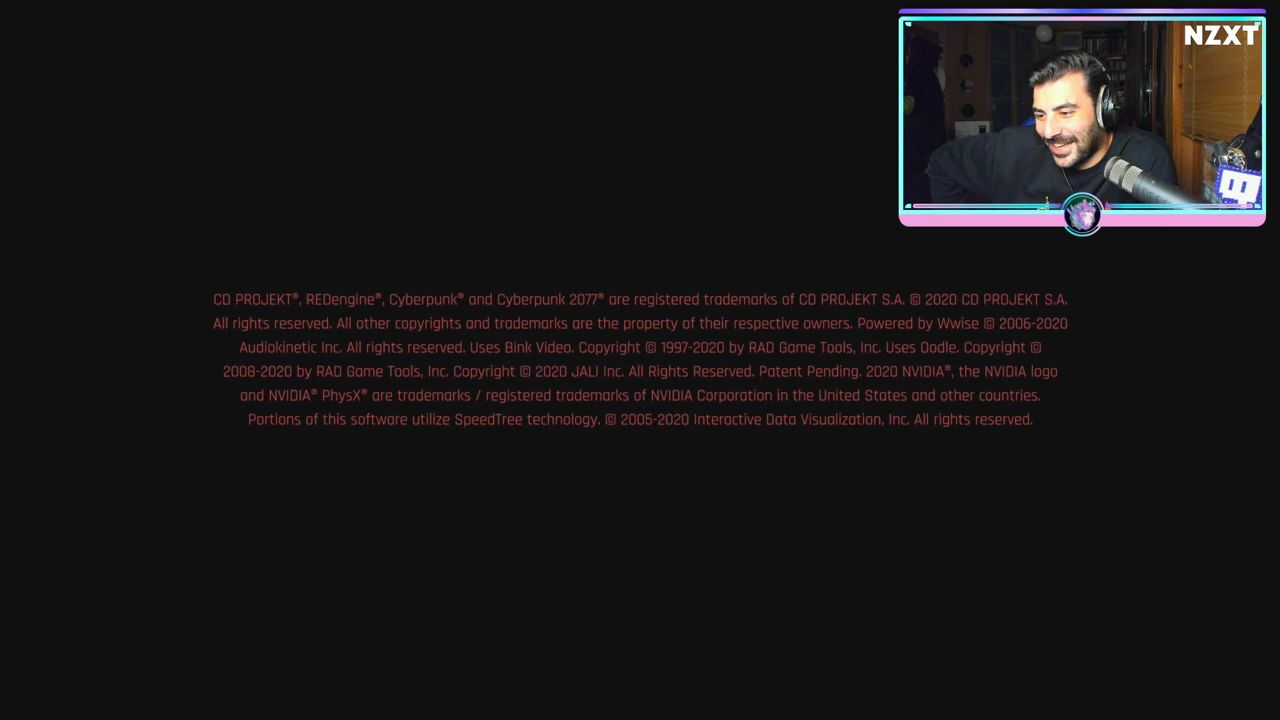 NZXT
CD PROJEKT®, REDengine®, Cyberpunk® and Cyberpunk 2077® are registered trademarks of CD PROJEKT S.A. © 2020 CD PROJEKT S.A.
All rights reserved. All other copyrights and trademarks are the property of their respective owners. Powered by Wwise © 2006-2020
Audiokinetic Inc. All rights reserved. Uses Bink Video. Copyright © 1997-2020 by RAD Game Tools, Inc. Uses Oodle. Copyright ©
2008-2020 by RAD Game Tools, Inc. Copyright © 2020 JALI Inc. All Rights Reserved. Patent Pending. 2020 NVIDIA®, the NVIDIA logo
and NVIDIA® PhysX® are trademarks / registered trademarks of NVIDIA Corporation in the United States and other countries.
Portions of this software utilize SpeedTree technology. © 2005-2020 Interactive Data Visualization, Inc. All rights reserved.